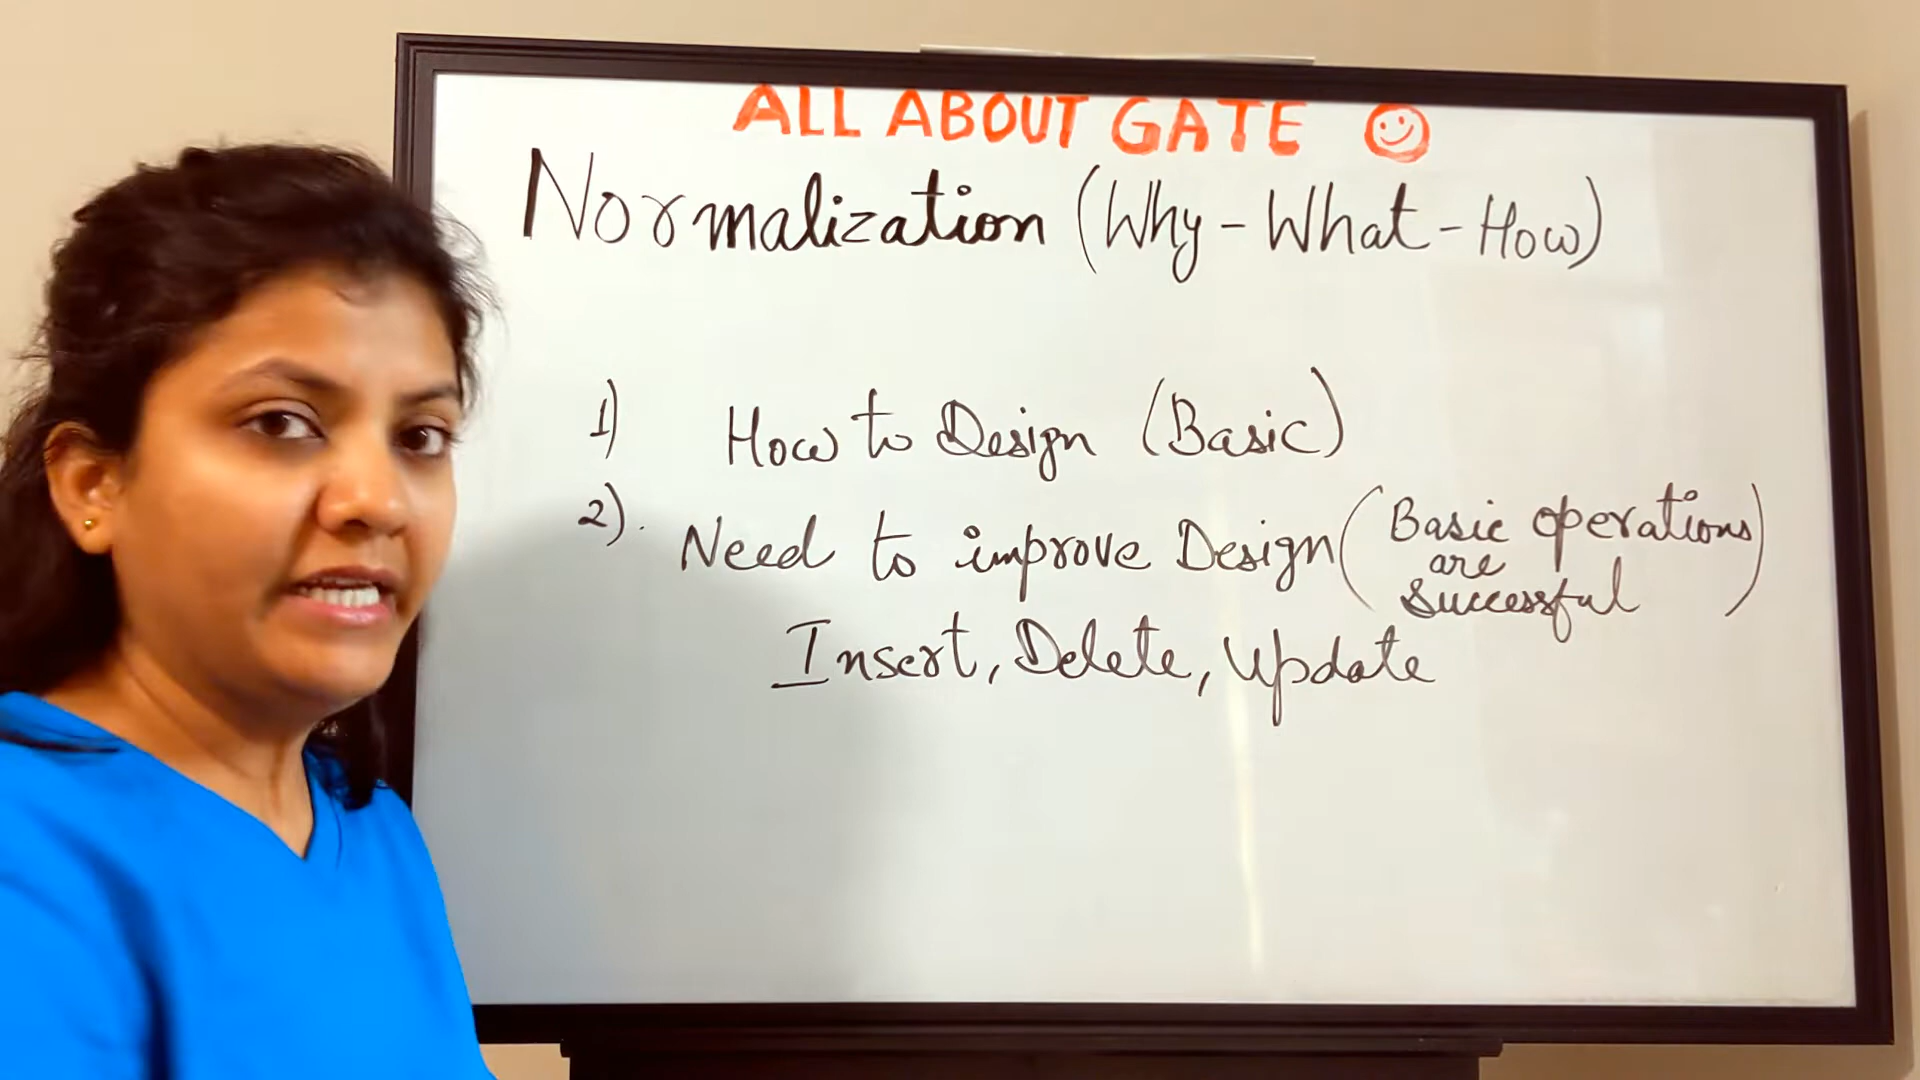 ALL ABOUT GATE
Normalization (Why - What - How)
1) How to Design (Basic)
2). Need to improve Design (Basic operations are successful)
Insert, Delete, Update